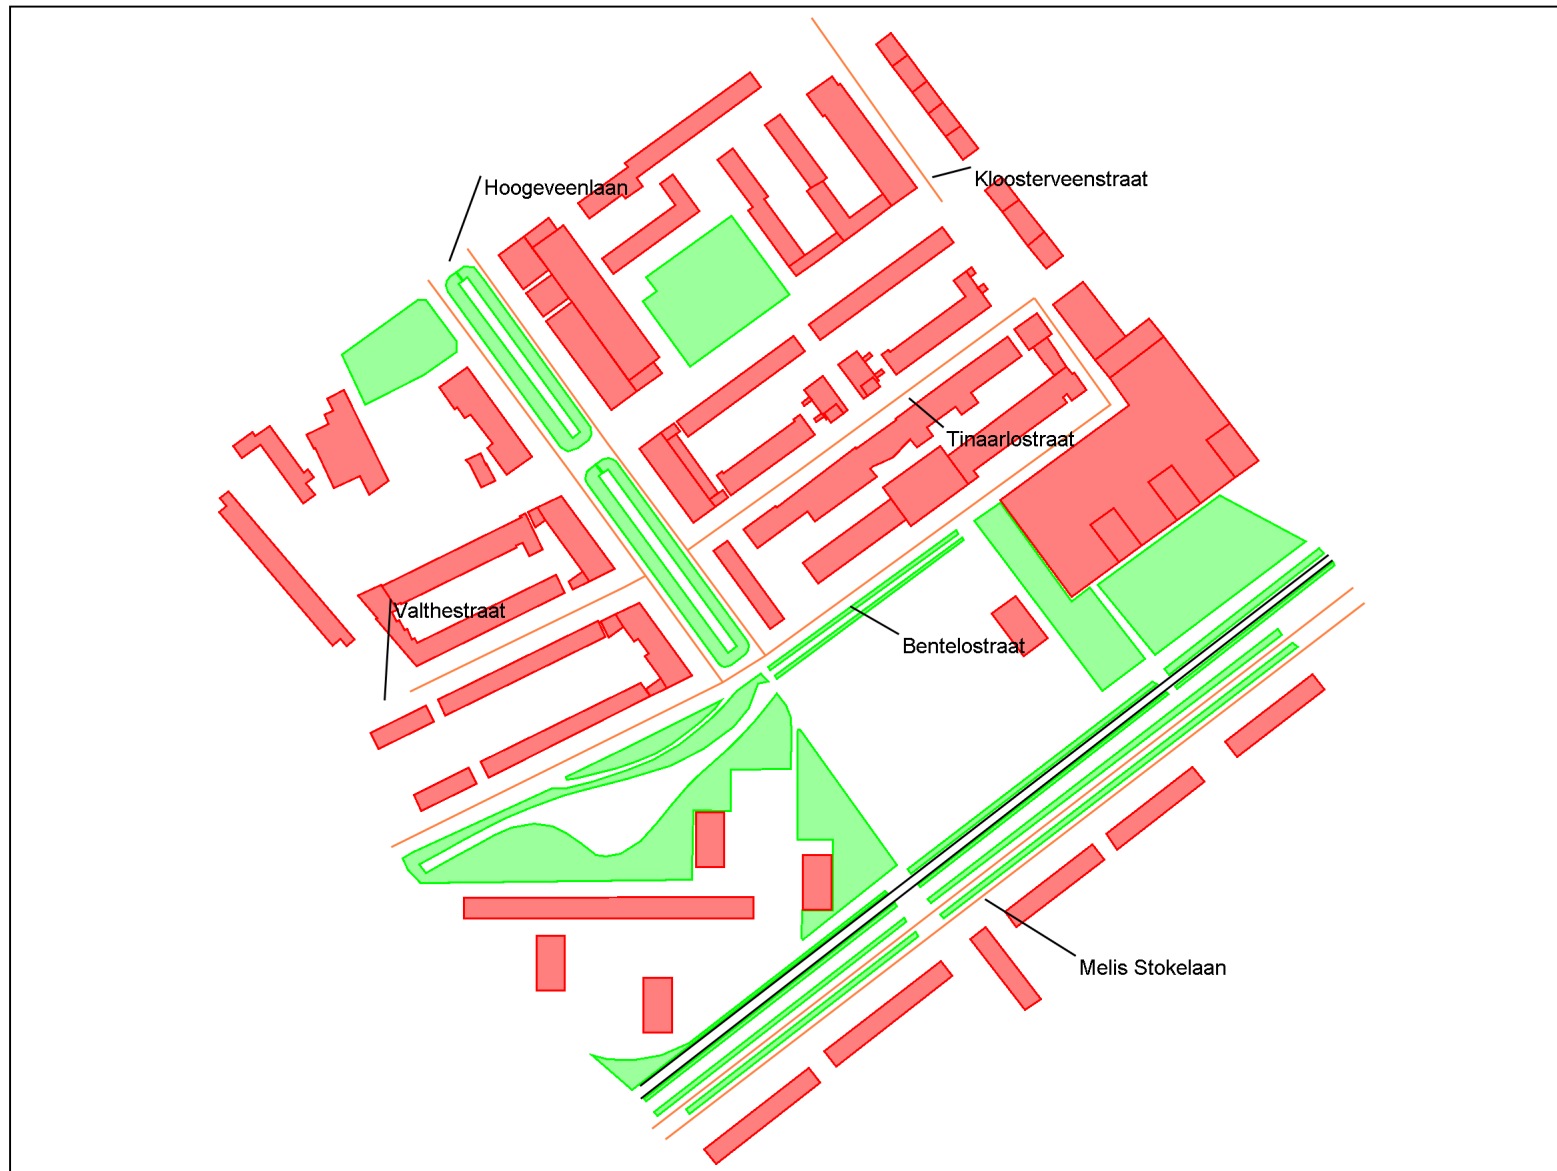 Hoogeveenlaan
Kloosterveenstraat
Tinaarlostraat
Valthestraat
Bentelostraat
Melis Stokelaan